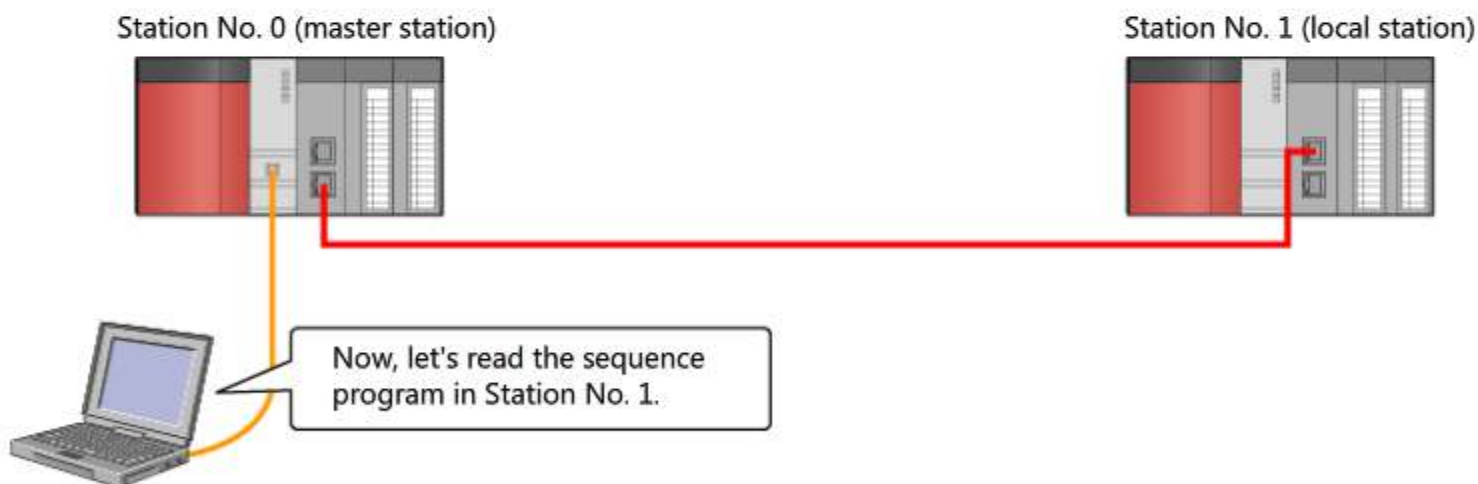 Station No. 0 (master station)
Station No. 1 (local station)
Now, let's read the sequence
program in Station No. 1.